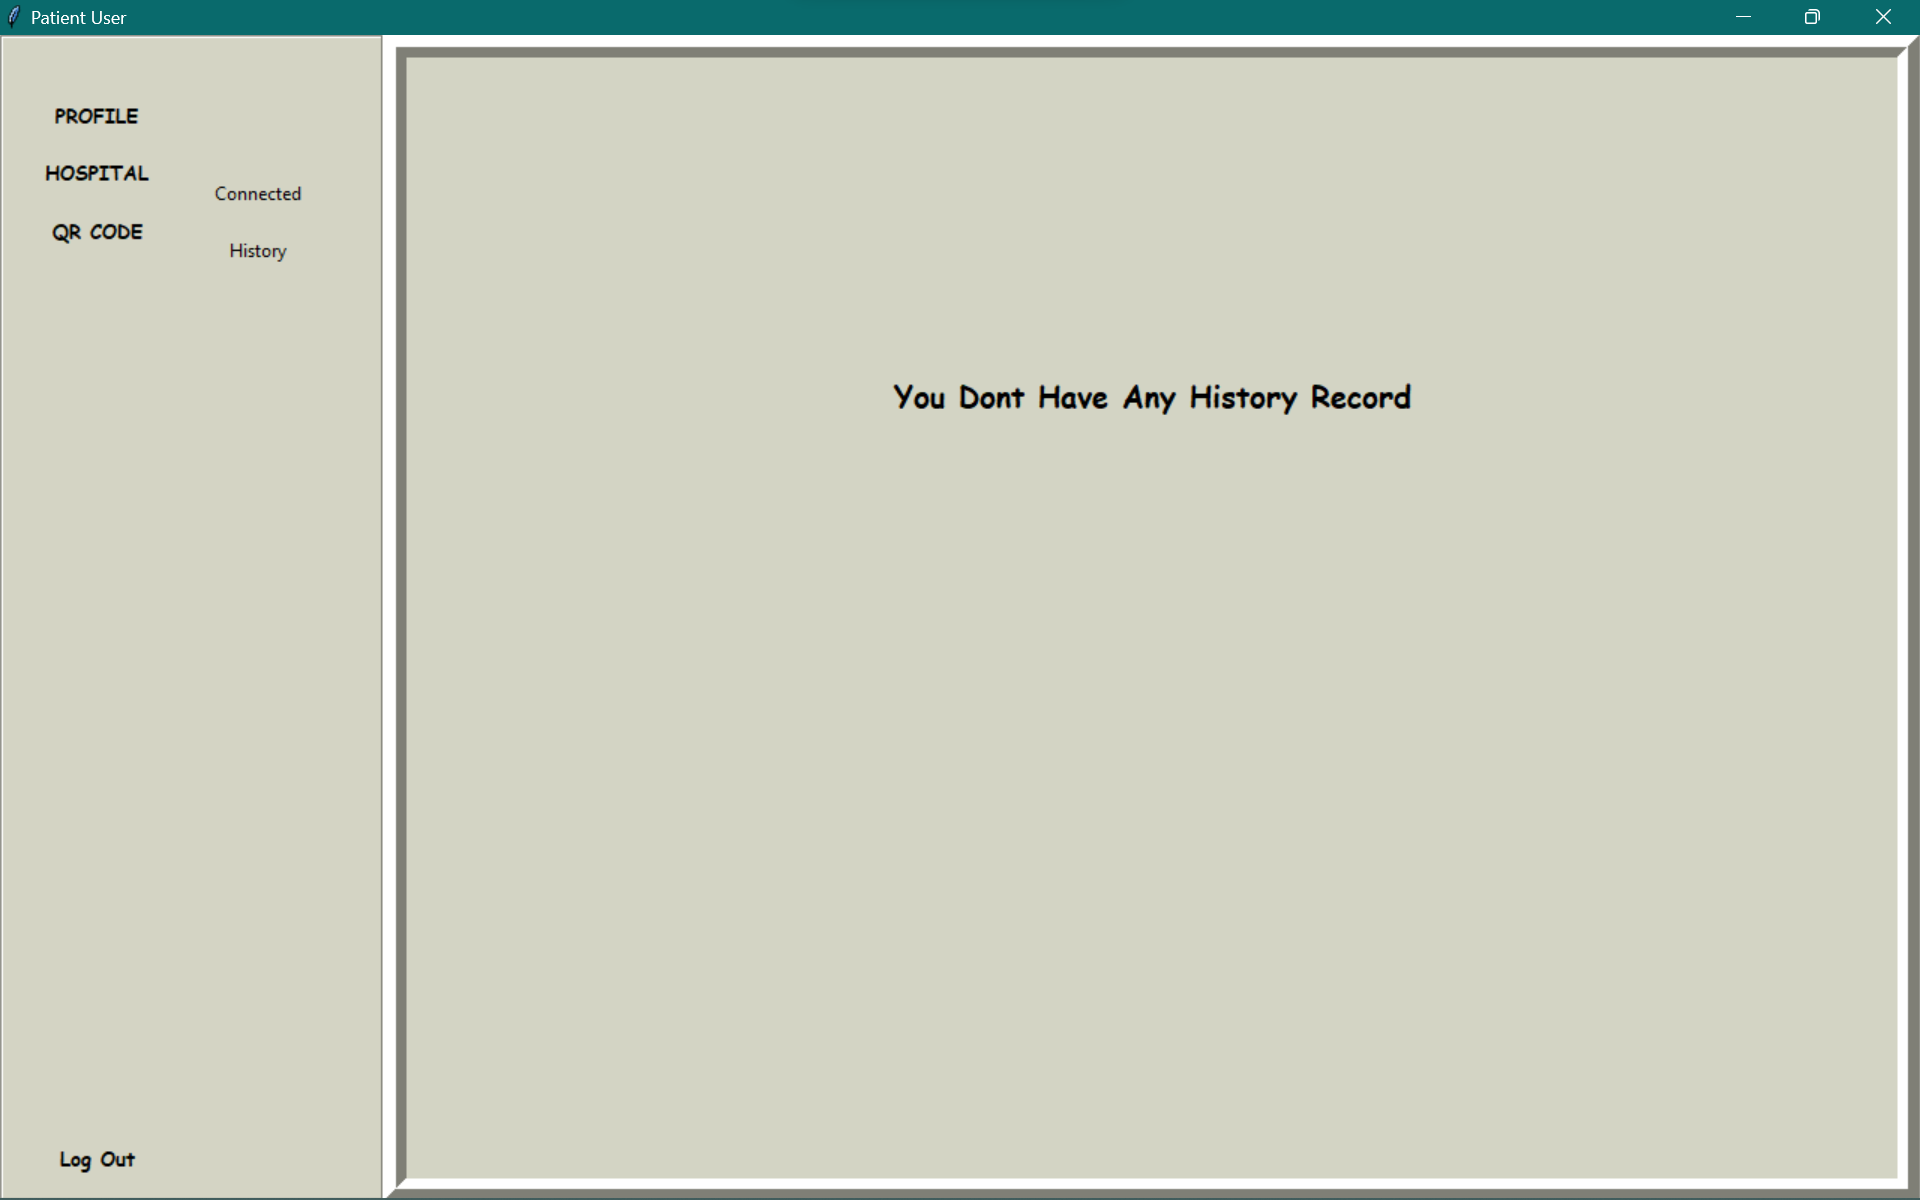 Patient User
PROFILE
HOSPITAL
Connected
QR CODE
History
You Dont Have Any History Record
Log Out